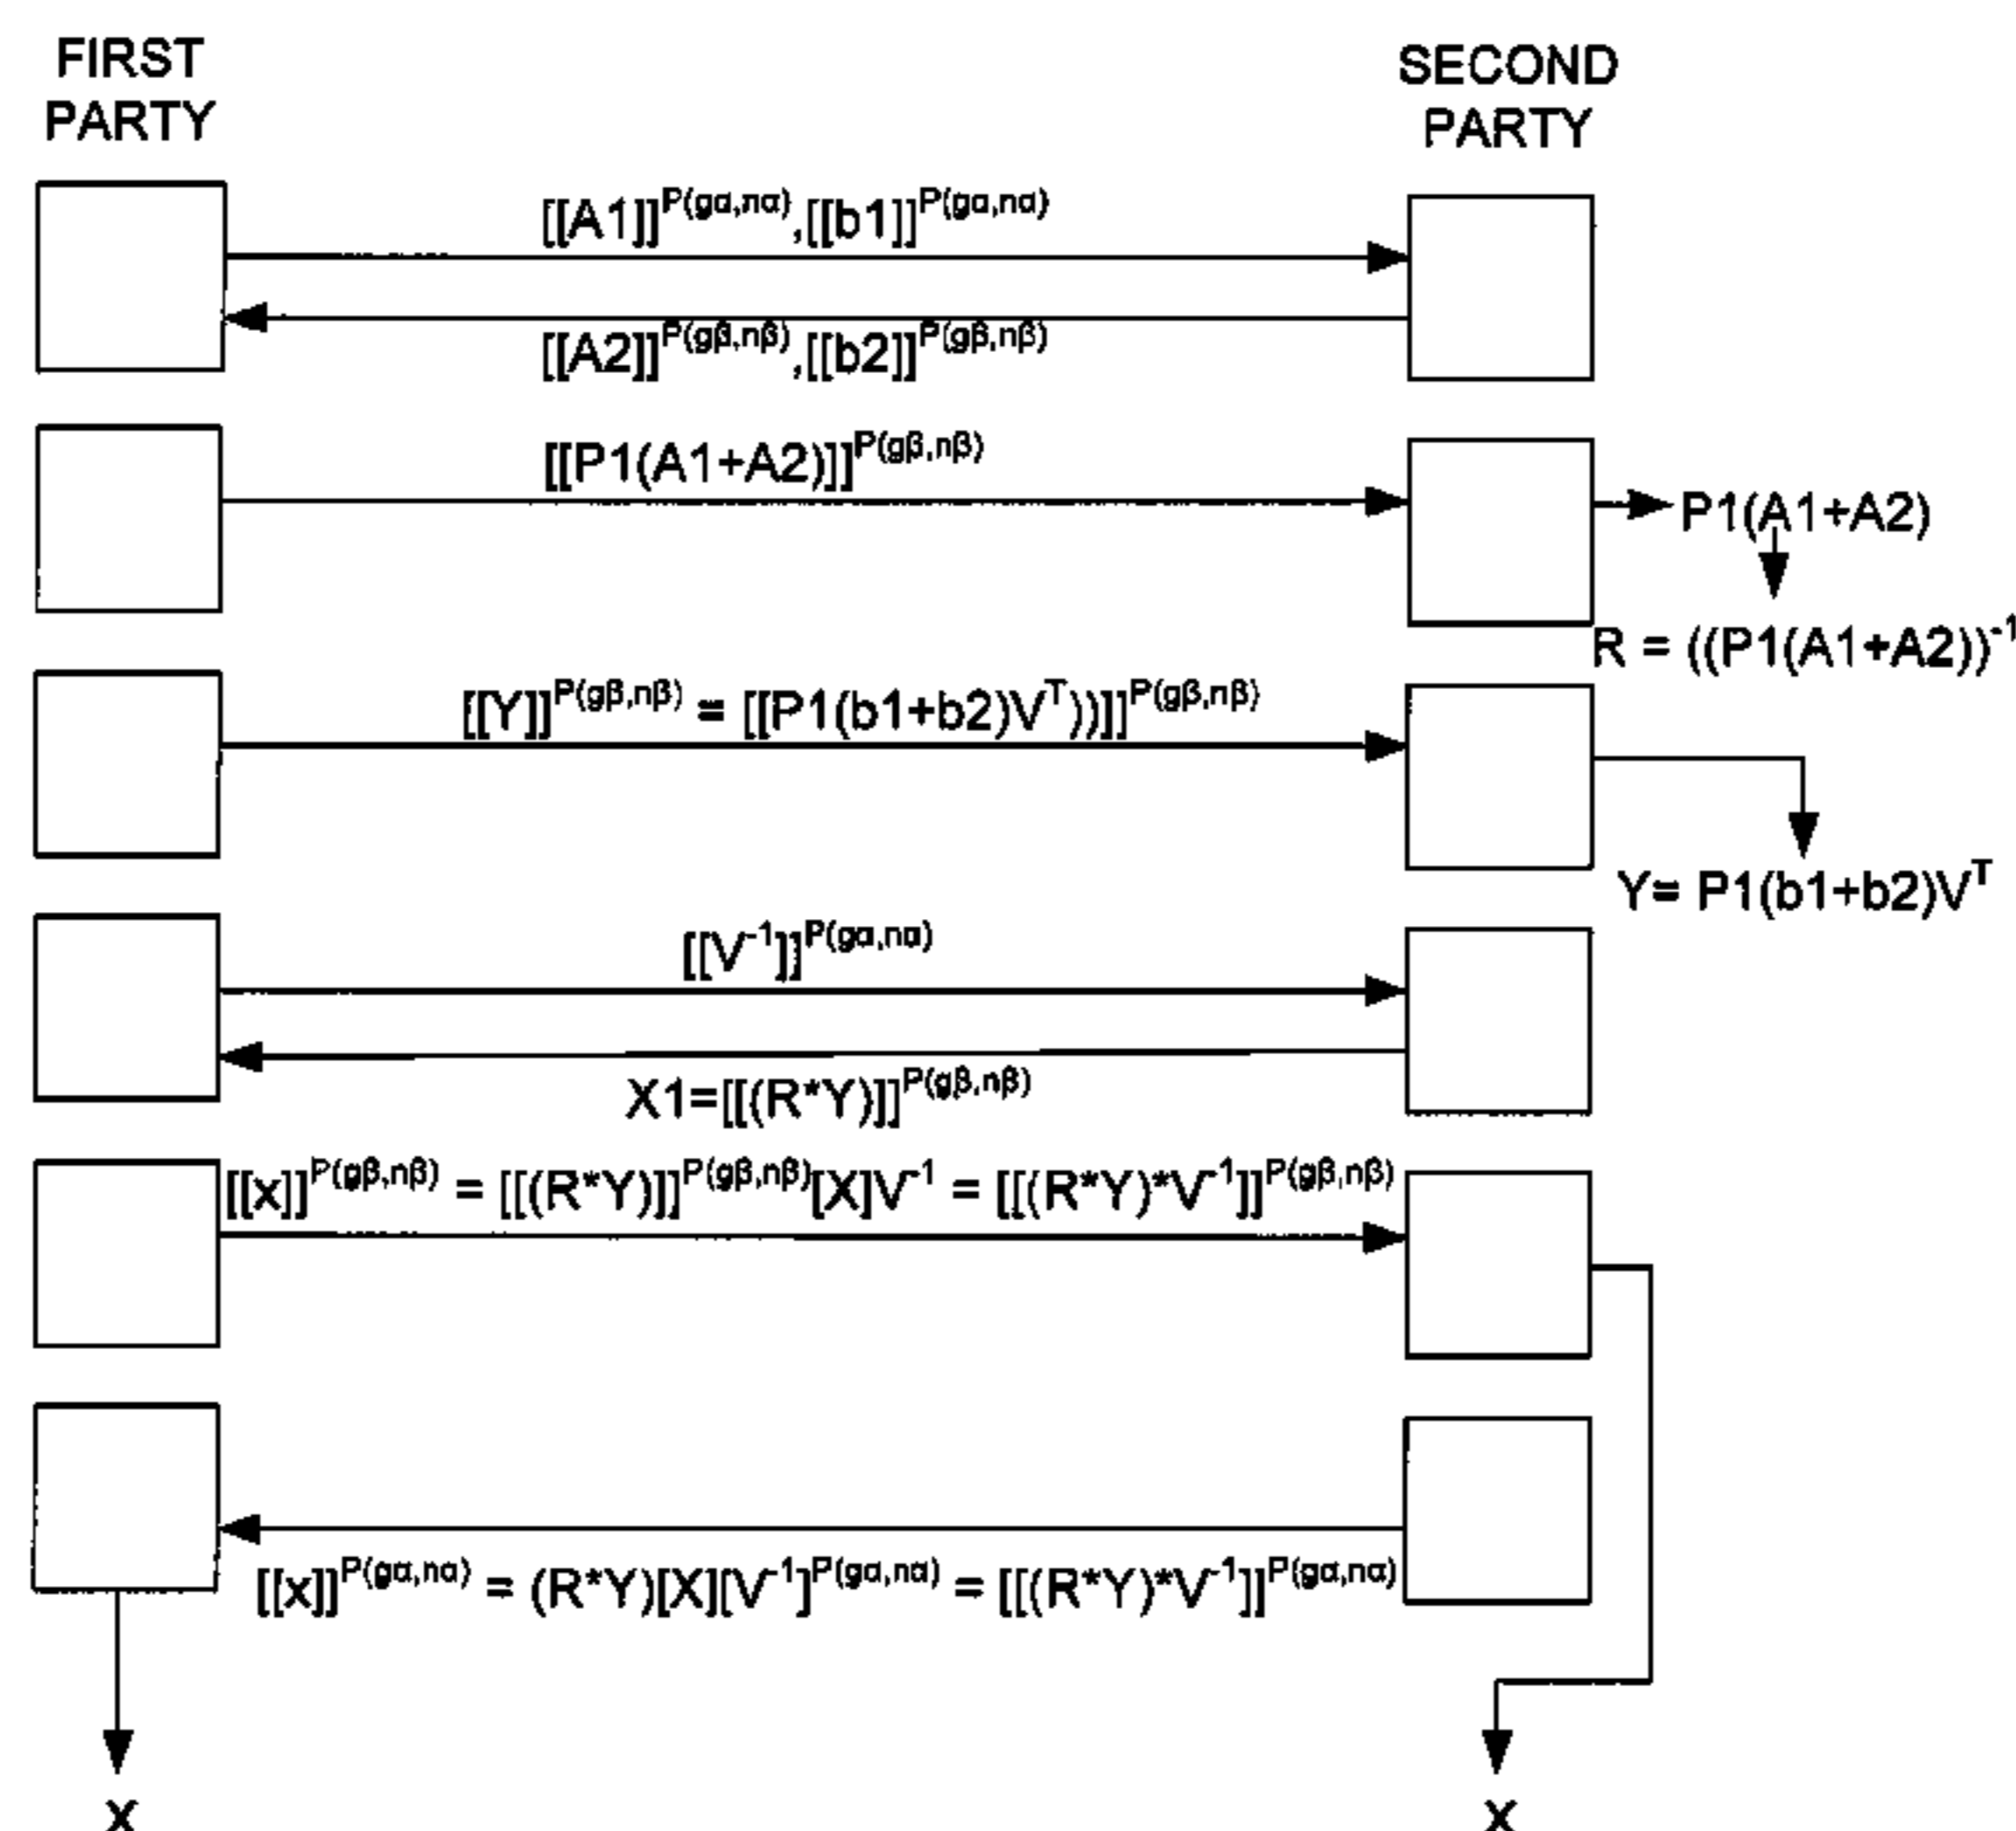 FIRST
PARTY
SECOND
PARTY
[[A1]]^P(gα,nα),[[b1]]^P(gα,nα)
[[A2]]^P(gβ,nβ),[[b2]]^P(gβ,nβ)
[[P1(A1+A2)]]^P(gβ,nβ)
P1(A1+A2)
R = ((P1(A1+A2))^-1
[[Y]]^P(gβ,nβ) = [[P1(b1+b2)V^T))]]^P(gβ,nβ)
Y= P1(b1+b2)V^T
[[V^-1]]^P(gα,nα)
X1=[[(R*Y)]]^P(gβ,nβ)
[[x]]^P(gβ,nβ) = [[(R*Y)]]^P(gβ,nβ)[X]V^-1 = [[(R*Y)*V^-1]]^P(gβ,nβ)
[[x]]^P(gα,nα) = (R*Y)[X][V^-1]^P(gα,nα) = [[(R*Y)*V^-1]]^P(gα,nα)
x
x